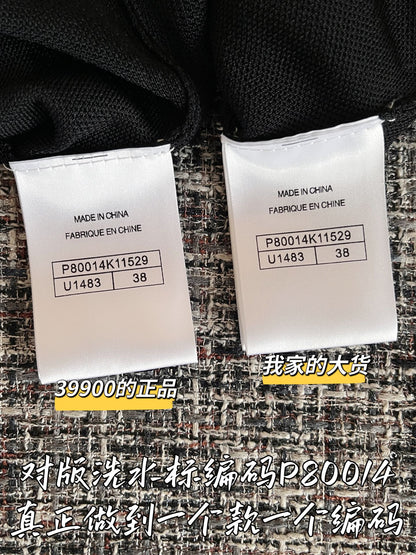 MADE IN CHINA
FABRIQUE EN CHINE
P80014K11529
U1483 38
MADE IN CHINA
FABRIQUE EN CHINE
P80014K11529
U1483 38
39900的正品
我家的大货
对版洗水标编码P80014
真正做到一个款一个编码